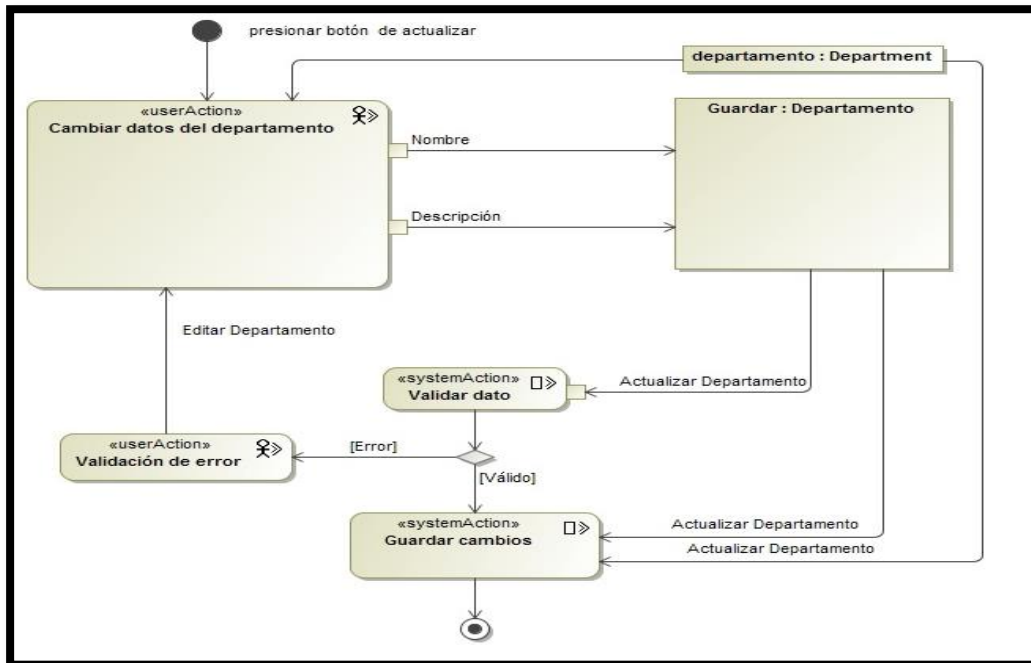 presionar botón de actualizar
departamento : Department
«userAction»
Cambiar datos del departamento
Guardar : Departamento
Nombre
Descripción
Editar Departamento
«systemAction»
Validar dato
Actualizar Departamento
«userAction»
Validación de error
[Error]
[Válido]
«systemAction»
Guardar cambios
Actualizar Departamento
Actualizar Departamento